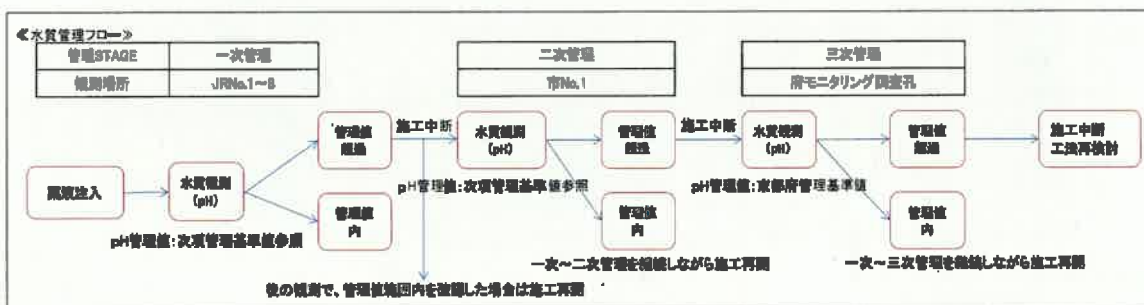 ≪水質管理フロー≫
管理STAGE 一次管理
観測場所 JRNo.1～8
二次管理
市No.1
三次管理
府モニタリング調査孔
薬液注入
水質観測
(pH)
pH管理値:次項管理基準値参照
管理値
超過
管理値
内
施工中断
水質観測
(pH)
pH管理値:次項管理基準値参照
後の観測で、管理値範囲内を確認した場合は施工再開
管理値
超過
管理値
内
一次～二次管理を継続しながら施工再開
施工中断
水質観測
(pH)
pH管理値:京都府管理基準値
管理値
超過
管理値
内
一次～三次管理を継続しながら施工再開
施工中断
工法再検討